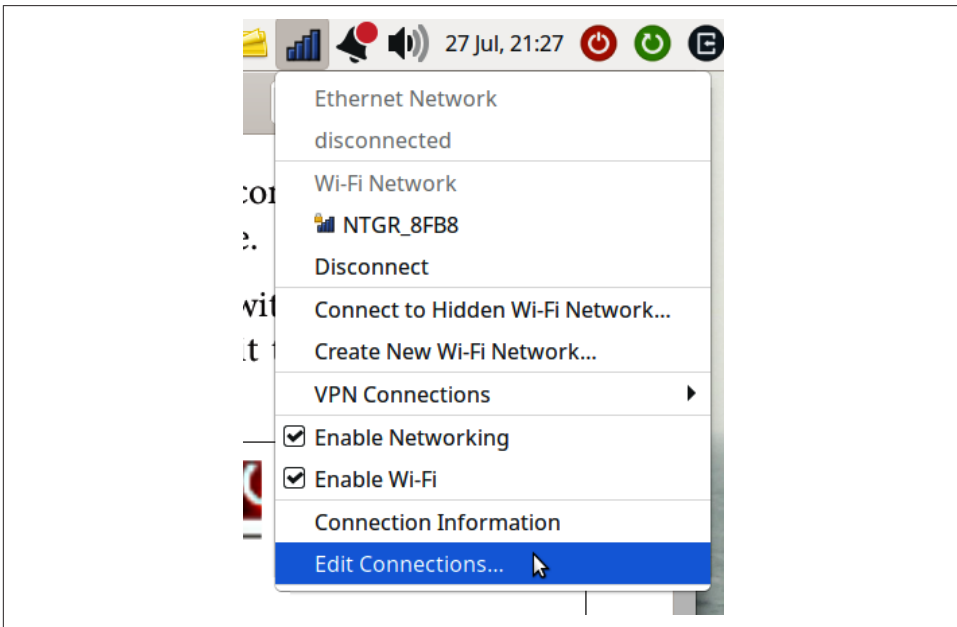 27 Jul, 21:27
Ethernet Network
disconnected
Wi-Fi Network
NTGR_8FB8
Disconnect
Connect to Hidden Wi-Fi Network...
Create New Wi-Fi Network...
VPN Connections
Enable Networking
Enable Wi-Fi
Connection Information
Edit Connections...